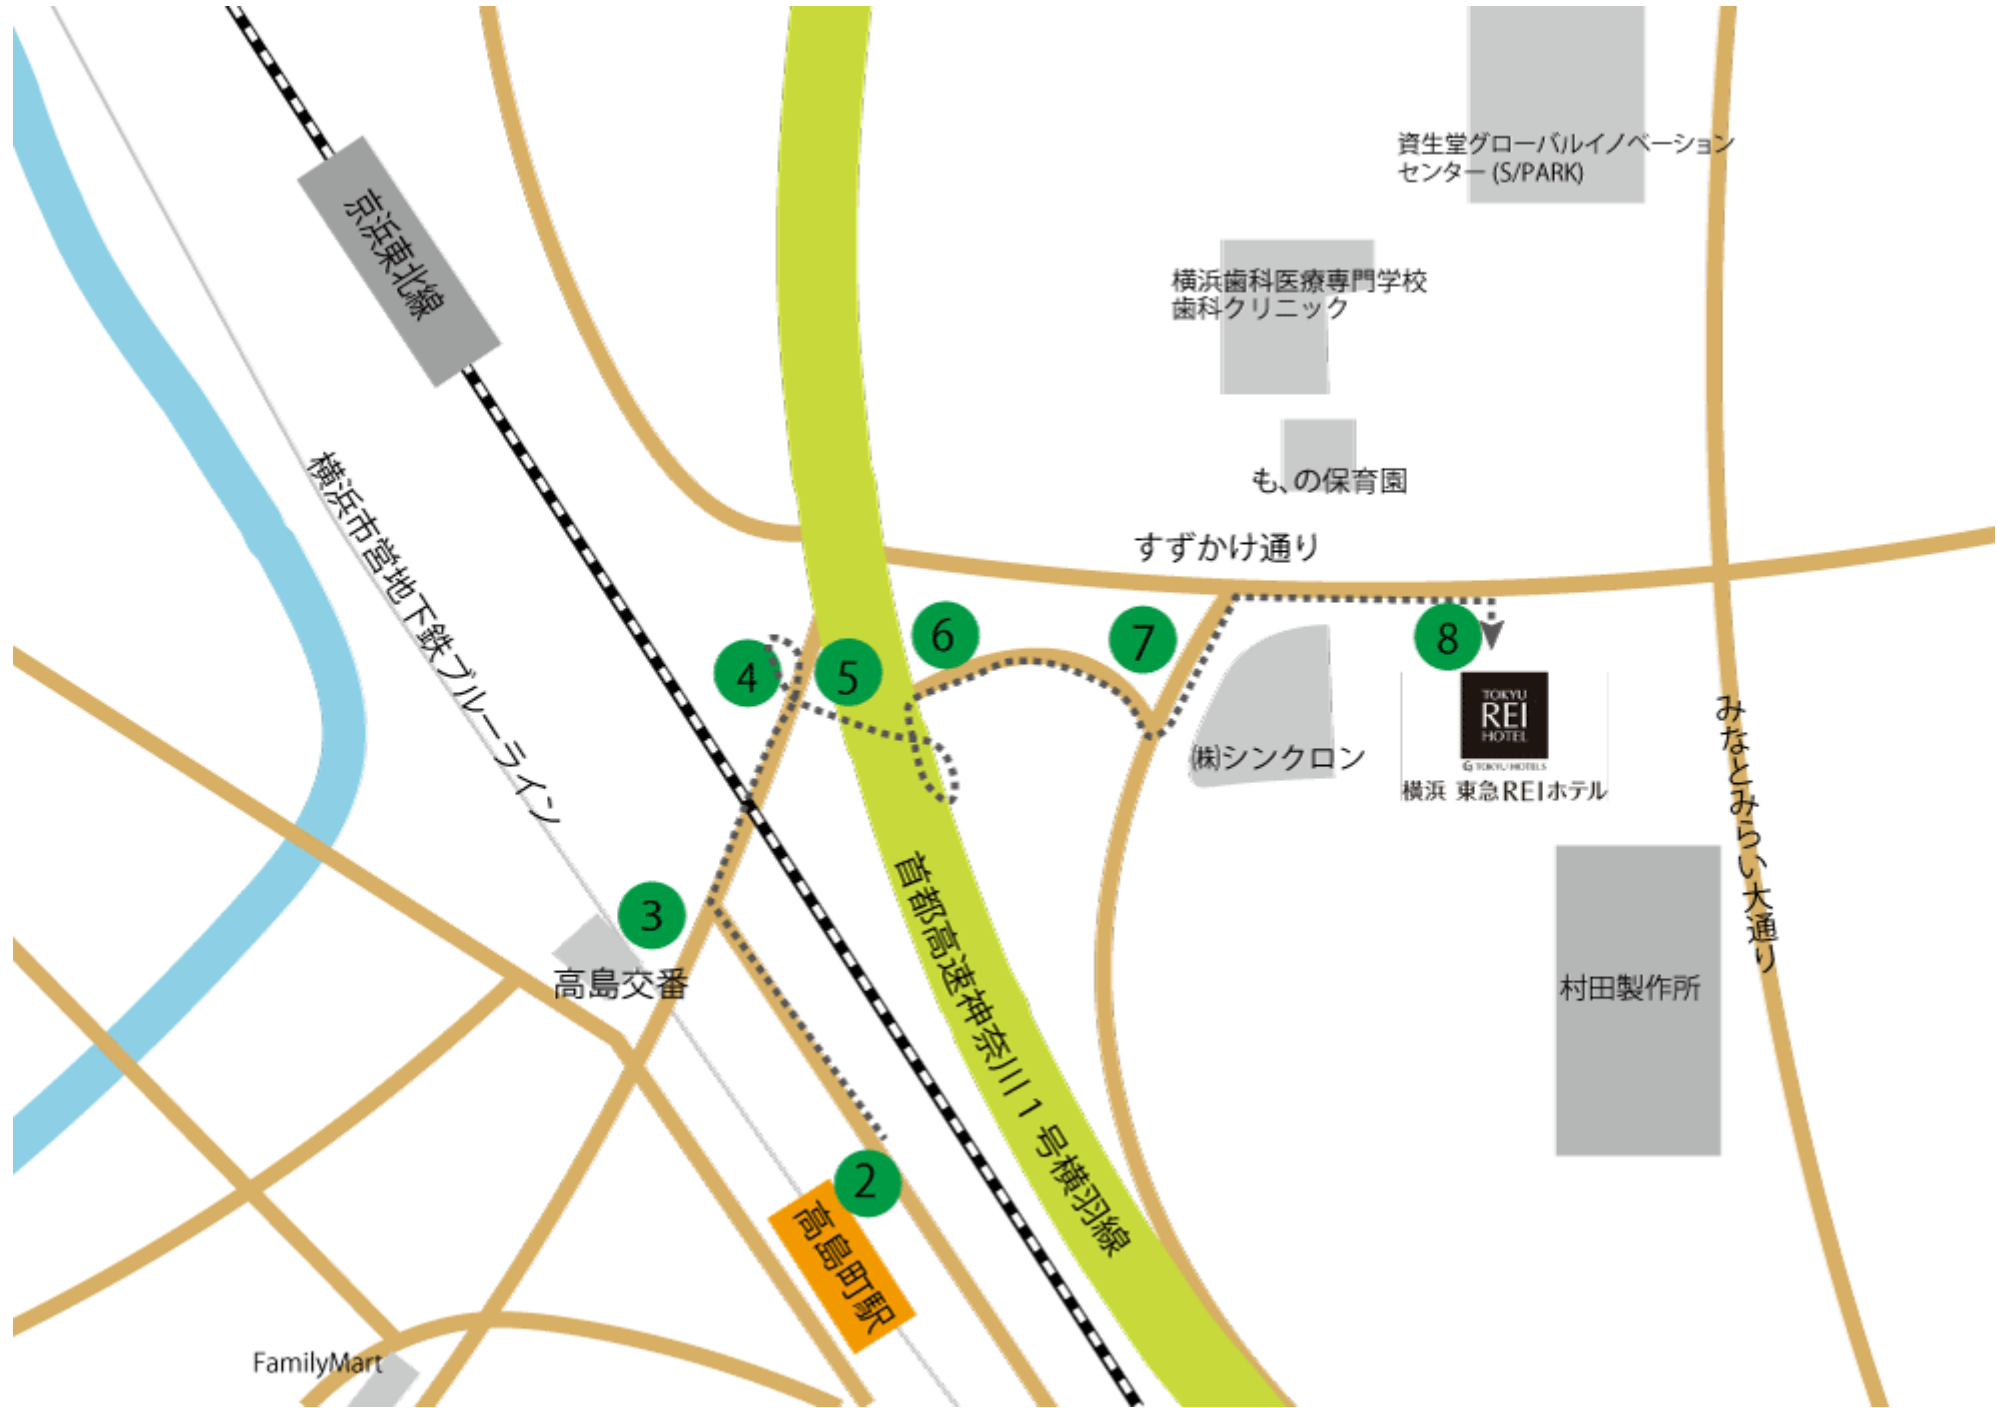 資生堂グローバルイノベーション
センター (S/PARK)
京浜東北線
横浜歯科医療専門学校
歯科クリニック
も、の保育園
横浜市営地下鉄ブルーライン
すずかけ通り
4
5
6
7
8
TOKYU
REI
HOTEL
TOKYU HOTELS
㈱シンクロン
横浜 東急REIホテル
みなとみらい大通り
首都高速神奈川1号横羽線
3
高島交番
村田製作所
2
高島町駅
FamilyMart